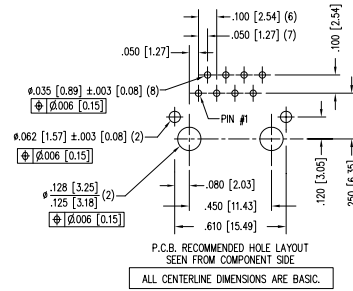 .100 [2.54] (6)
.050 [1.27] (7)
.050 [1.27]
.100 [2.54]
ø.035 [0.89] ±.003 [0.08] (8)
⌖ Ø.006 [0.15]
PIN #1
ø.062 [1.57] ±.003 [0.08] (2)
⌖ Ø.006 [0.15]
ø .128 [3.25]
.125 [3.18] (2)
⌖ Ø.006 [0.15]
.080 [2.03]
.450 [11.43]
.610 [15.49]
.120 [3.05]
.250 [6.35]
P.C.B. RECOMMENDED HOLE LAYOUT
SEEN FROM COMPONENT SIDE
ALL CENTERLINE DIMENSIONS ARE BASIC.